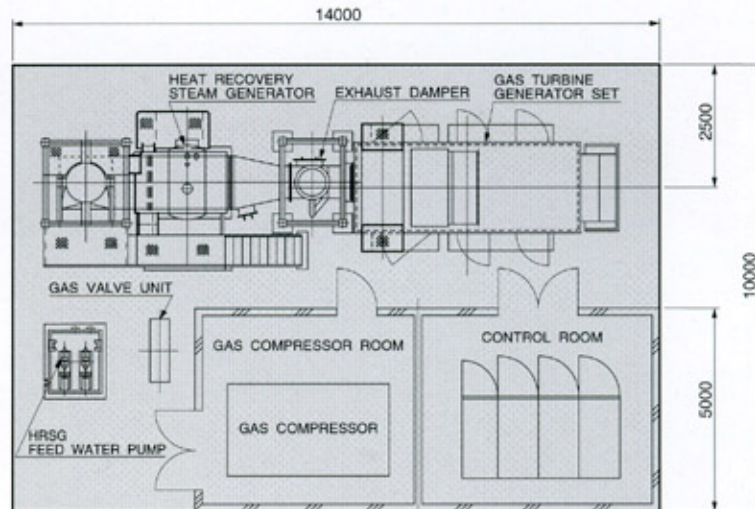 14000
HEAT RECOVERY
STEAM GENERATOR
EXHAUST DAMPER
GAS TURBINE
GENERATOR SET
2500
10000
GAS VALVE UNIT
GAS COMPRESSOR ROOM
CONTROL ROOM
5000
GAS COMPRESSOR
HRSG
FEED WATER PUMP